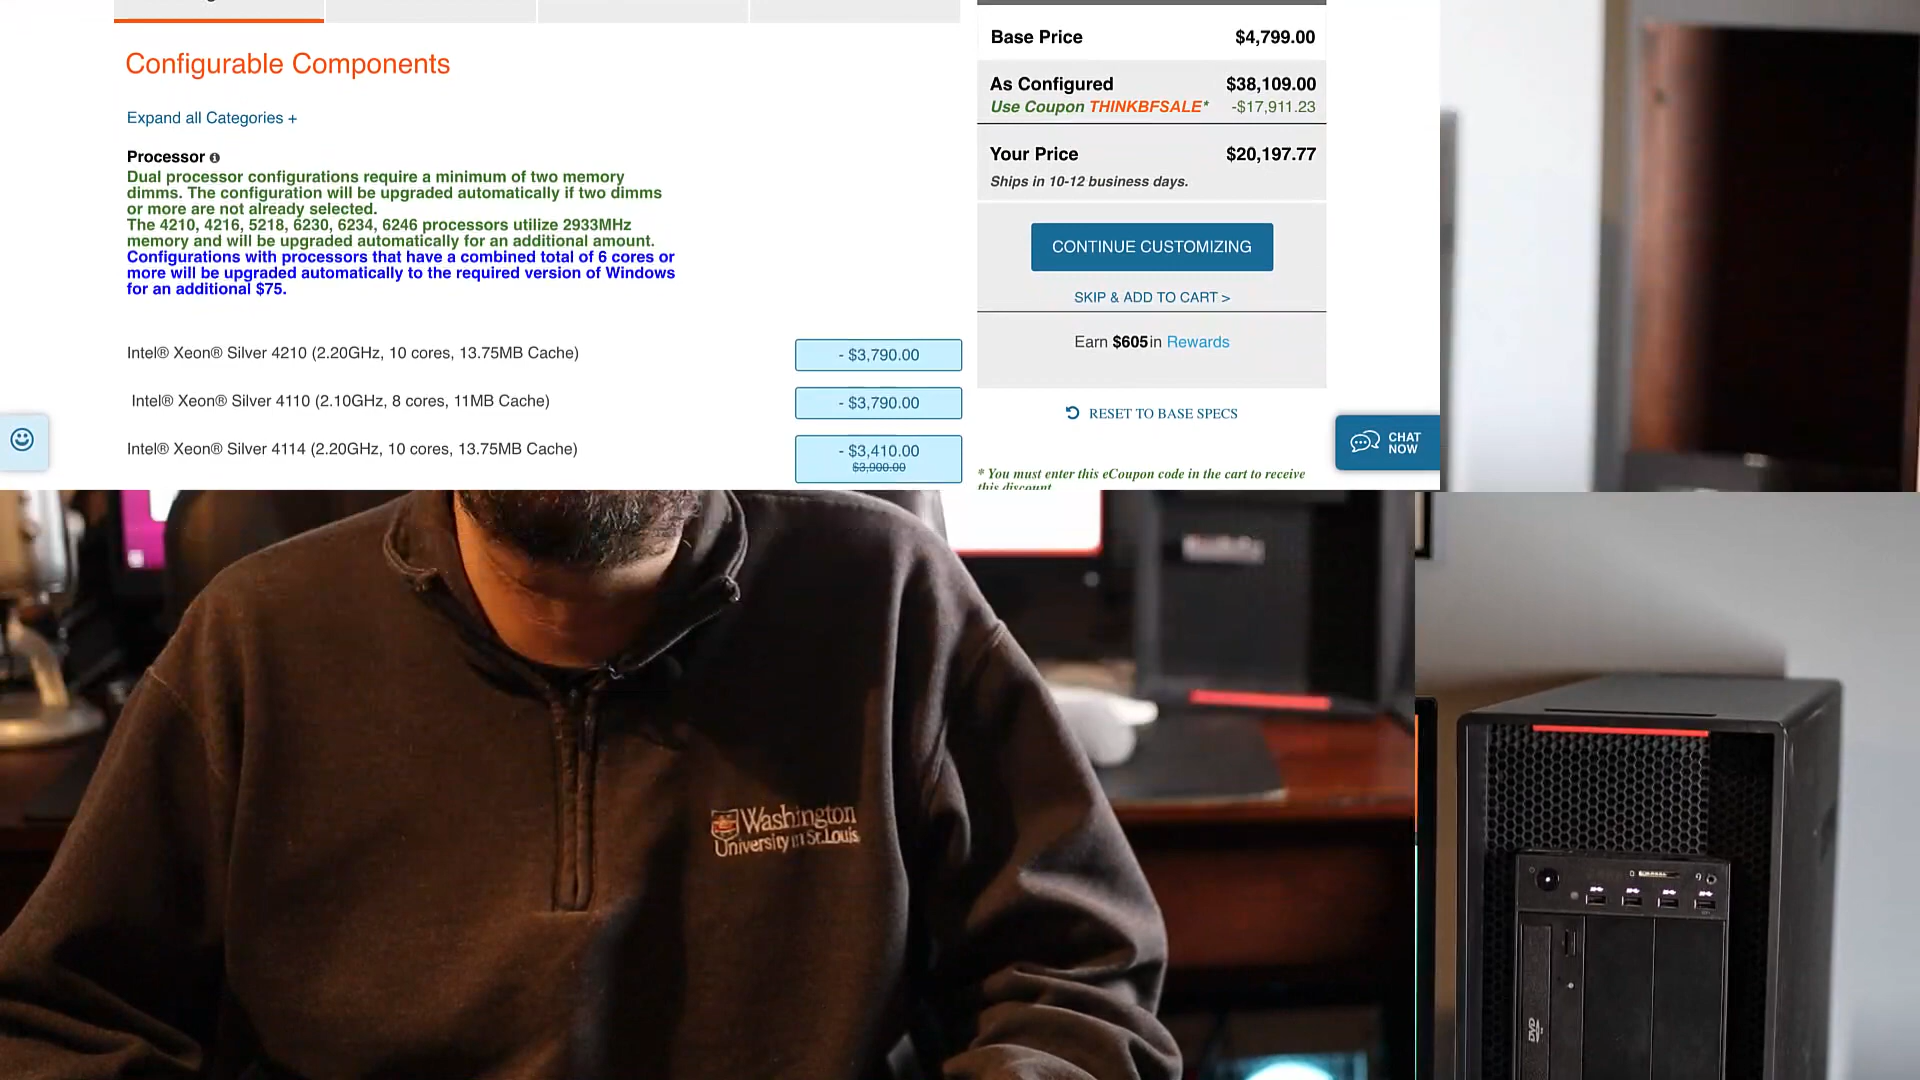 Configurable Components
Expand all Categories +
Processor
Dual processor configurations require a minimum of two memory
dimms. The configuration will be upgraded automatically if two dimms
or more are not already selected.
The 4210, 4216, 5218, 6230, 6234, 6246 processors utilize 2933MHz
memory and will be upgraded automatically for an additional amount.
Configurations with processors that have a combined total of 6 cores or
more will be upgraded automatically to the required version of Windows
for an additional $75.
Intel® Xeon® Silver 4210 (2.20GHz, 10 cores, 13.75MB Cache)
- $3,790.00
Intel® Xeon® Silver 4110 (2.10GHz, 8 cores, 11MB Cache)
- $3,790.00
Intel® Xeon® Silver 4114 (2.20GHz, 10 cores, 13.75MB Cache)
- $3,410.00
$3,900.00
Base Price $4,799.00
As Configured $38,109.00
Use Coupon THINKBFSALE* -$17,911.23
Your Price $20,197.77
Ships in 10-12 business days.
CONTINUE CUSTOMIZING
SKIP & ADD TO CART >
Earn $605 in Rewards
RESET TO BASE SPECS
* You must enter this eCoupon code in the cart to receive
this discount
CHAT
NOW
Washington
University in St. Louis
DVD